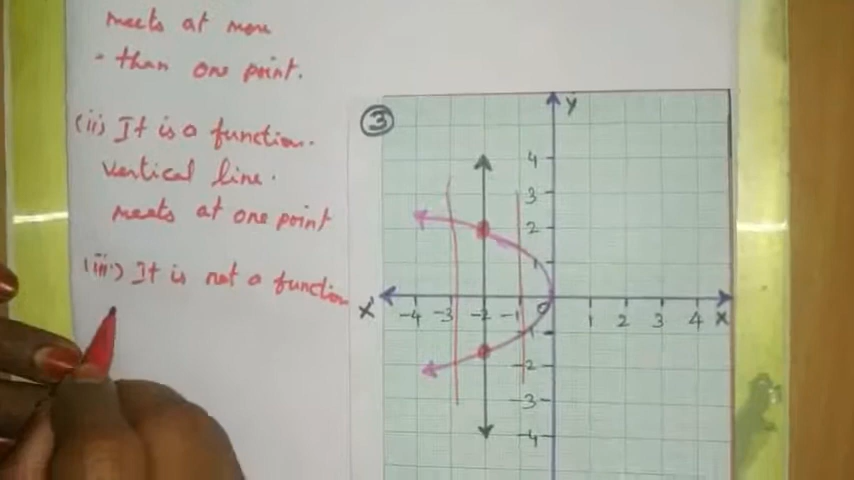 meets at more
than one point.
(ii) It is a function.
vertical line.
meets at one point
(iii) It is not a function
3
y
4
3
2
1
x' -4 -3 -2 -1 0 1 2 3 4 x
-1
-2
-3
-4